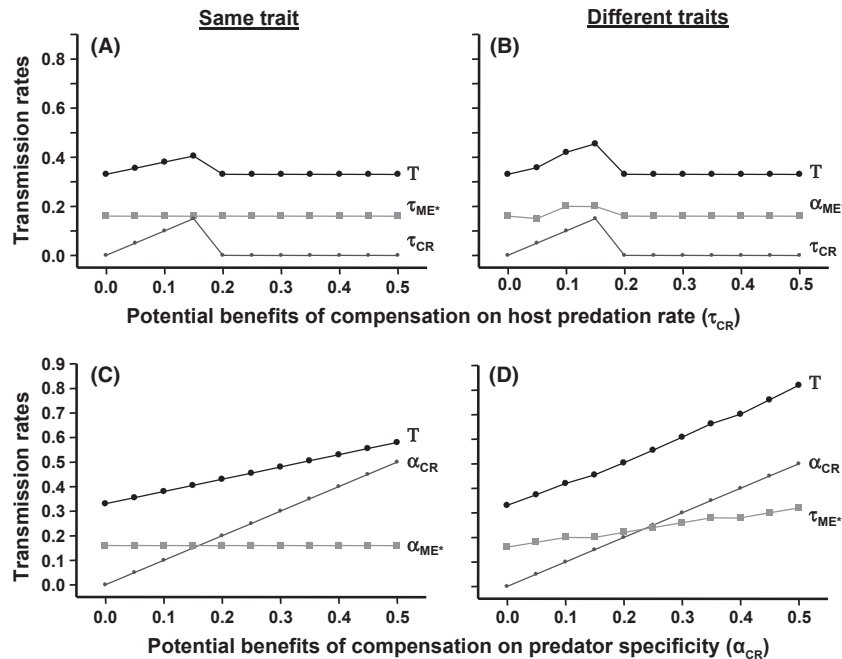 Same trait
Different traits
(A)
(B)
Transmission rates
0.8
0.6
0.4
0.2
0.0
T
τME*
τCR
T
αME
τCR
0.0 0.1 0.2 0.3 0.4 0.5
0.0 0.1 0.2 0.3 0.4 0.5
Potential benefits of compensation on host predation rate (τCR)
(C)
(D)
Transmission rates
0.9
0.8
0.7
0.6
0.5
0.4
0.3
0.2
0.1
0.0
T
αCR
αME*
T
αCR
τME*
0.0 0.1 0.2 0.3 0.4 0.5
0.0 0.1 0.2 0.3 0.4 0.5
Potential benefits of compensation on predator specificity (αCR)